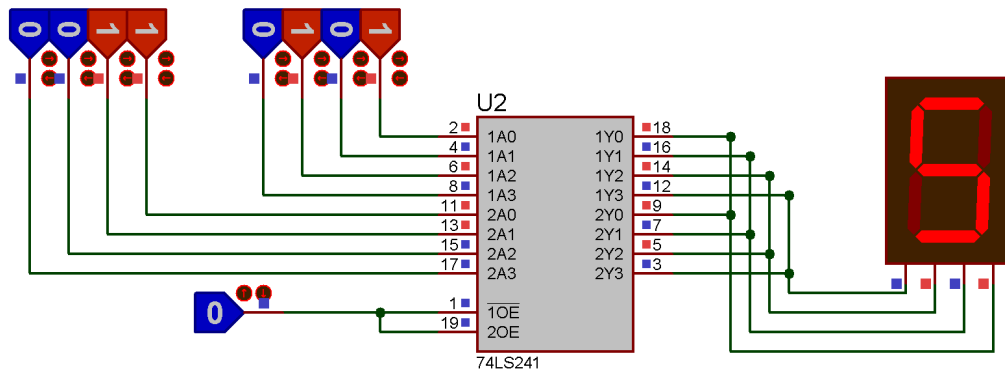 0 0 1 1 0 1 0 1
U2
2 1A0 1Y0 18
4 1A1 1Y1 16
6 1A2 1Y2 14
8 1A3 1Y3 12
11 2A0 2Y0 9
13 2A1 2Y1 7
15 2A2 2Y2 5
17 2A3 2Y3 3
0
1 1OE
19 2OE
74LS241
5